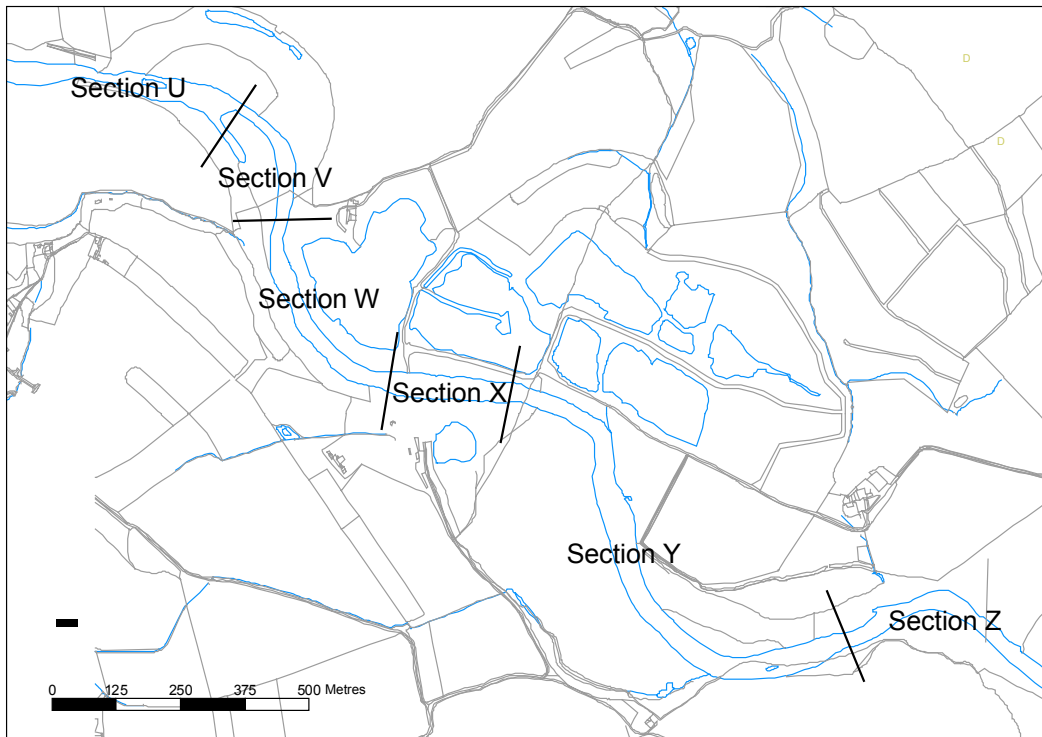 D
Section U
D
Section V
Section W
Section X
Section Y
Section Z
0 125 250 375 500 Metres